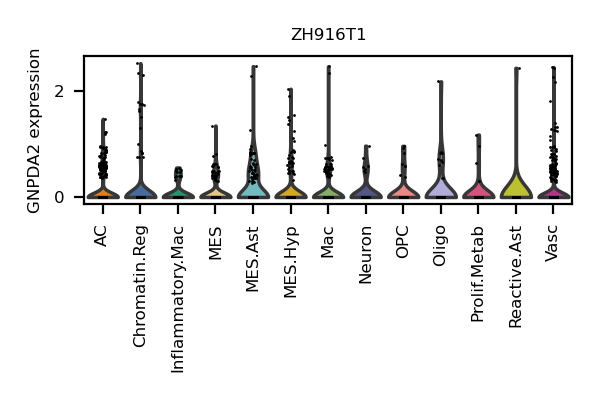 ZH916T1
GNPDA2 expression
2
0
AC
Chromatin.Reg
Inflammatory.Mac
MES
MES.Ast
MES.Hyp
Mac
Neuron
OPC
Oligo
Prolif.Metab
Reactive.Ast
Vasc